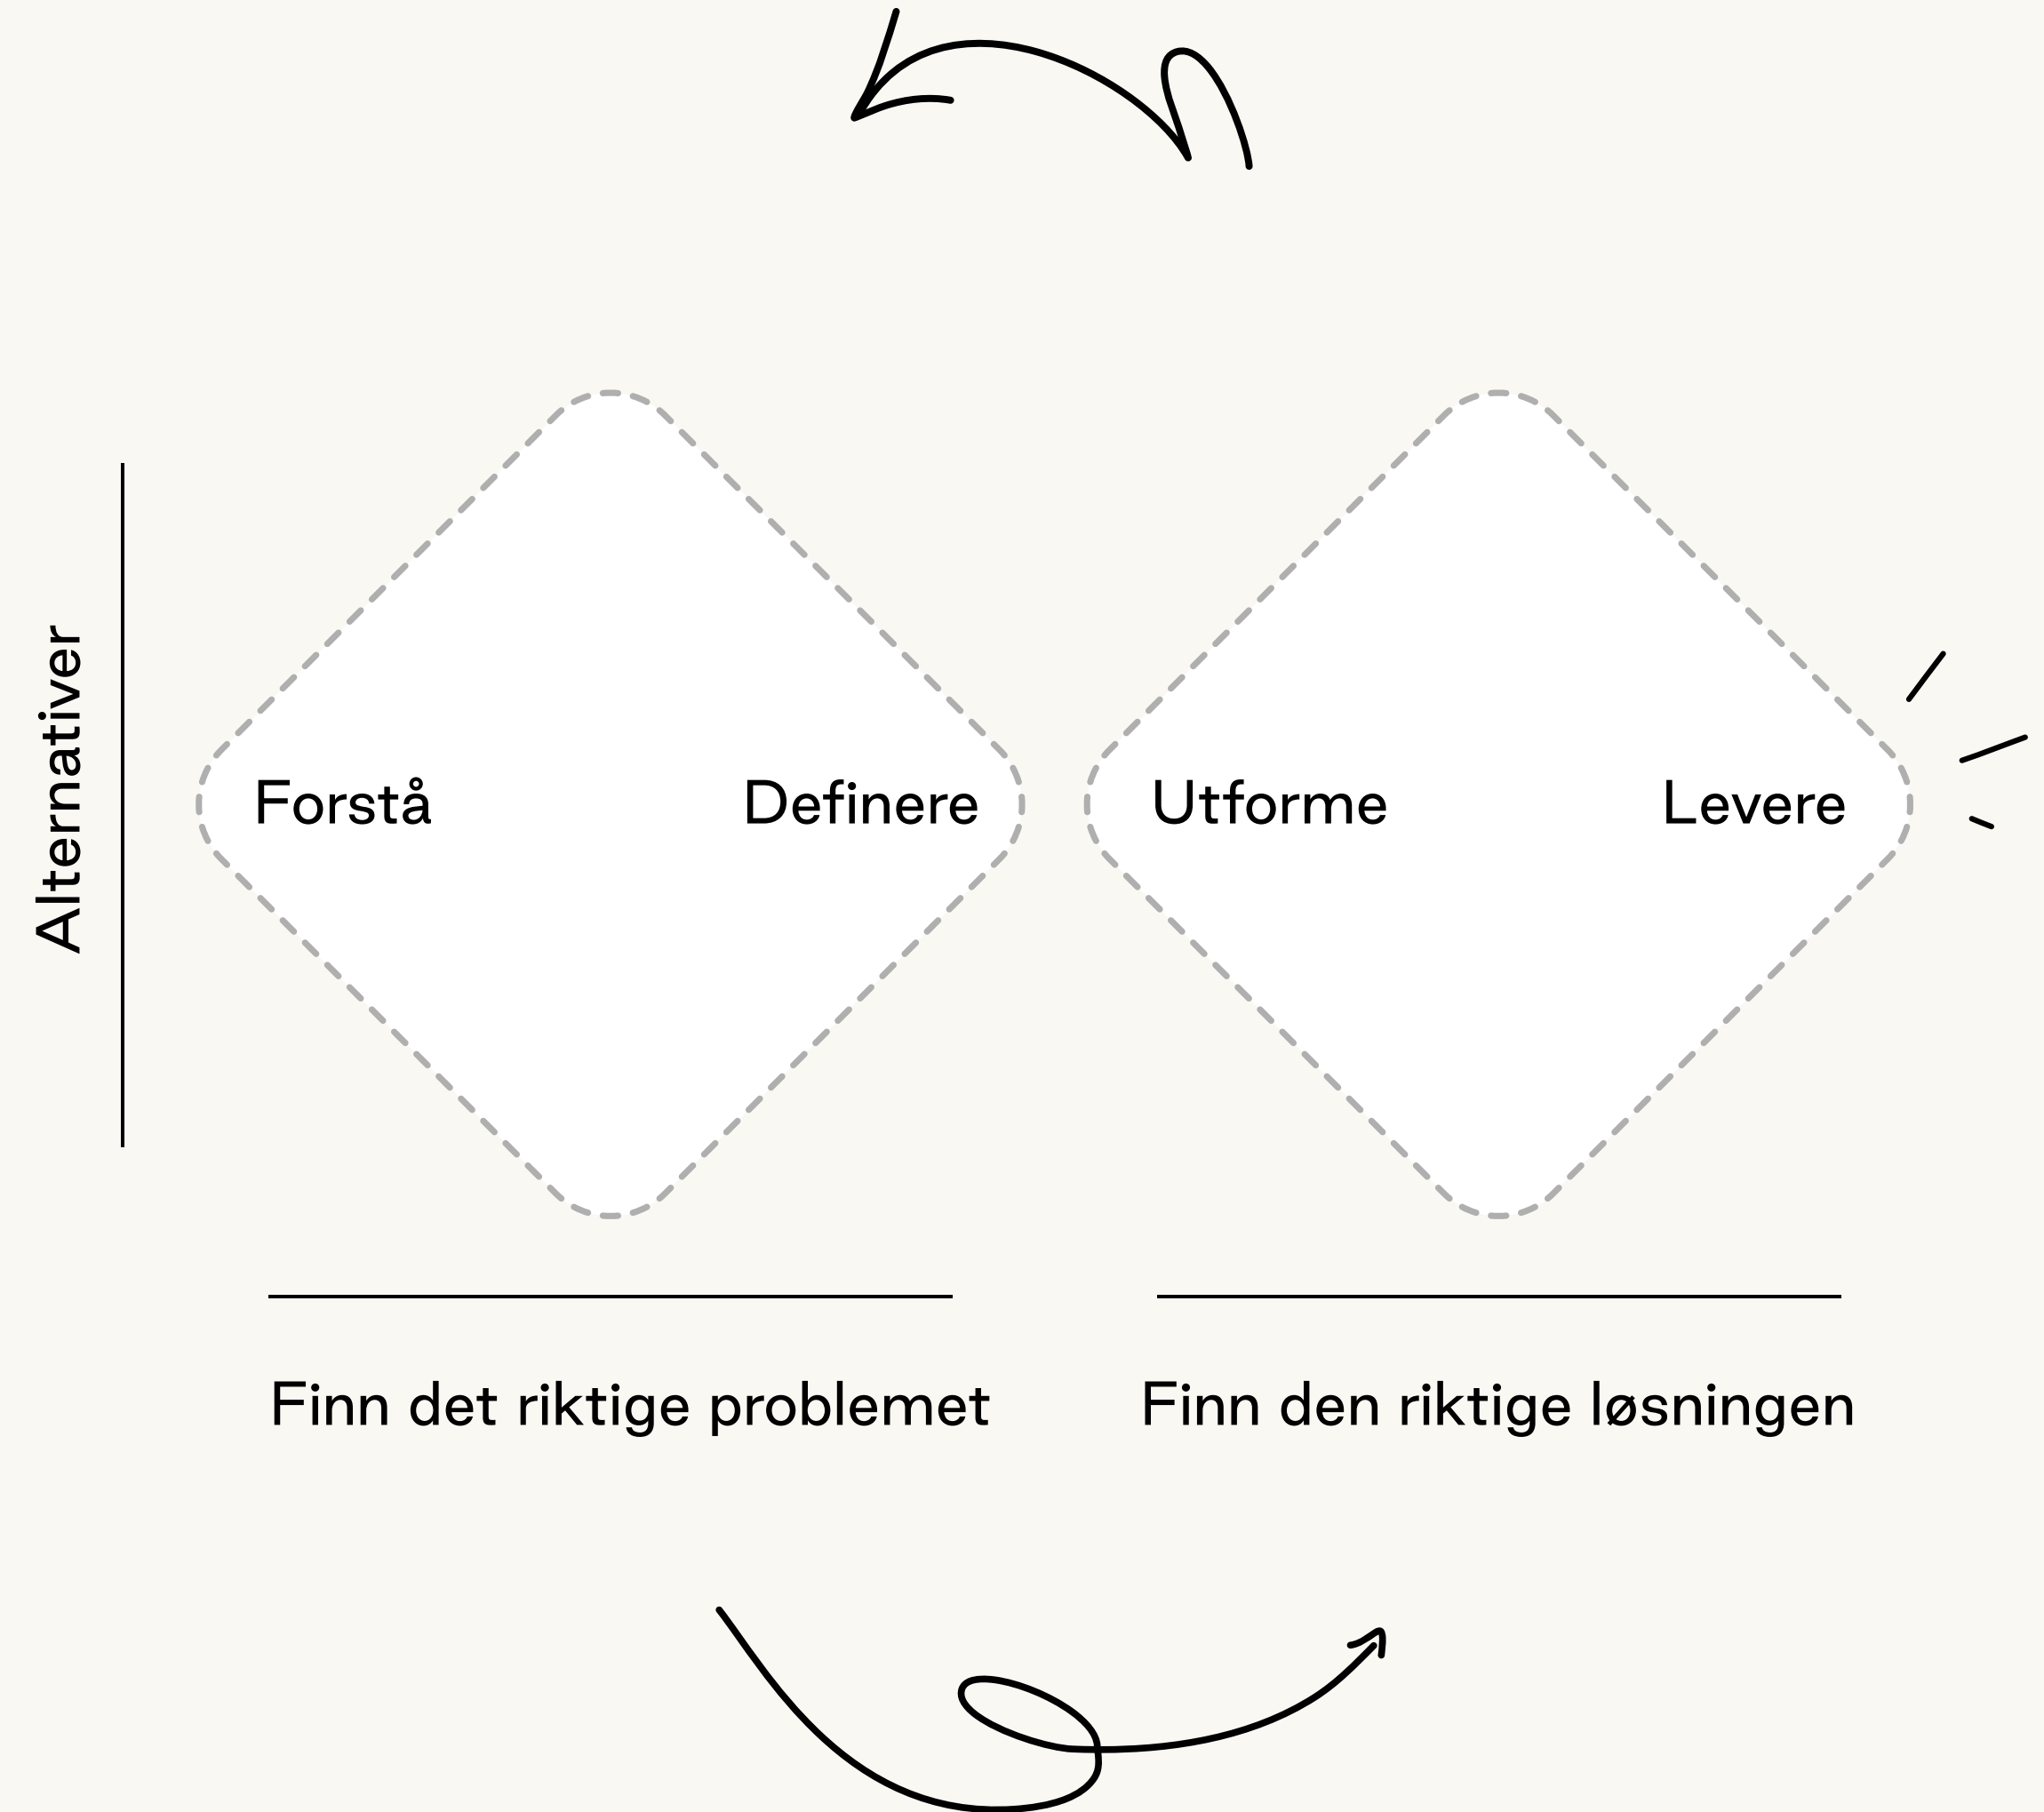 Alternativer
Forstå
Definere
Utforme
Levere
Finn det riktige problemet
Finn den riktige løsningen